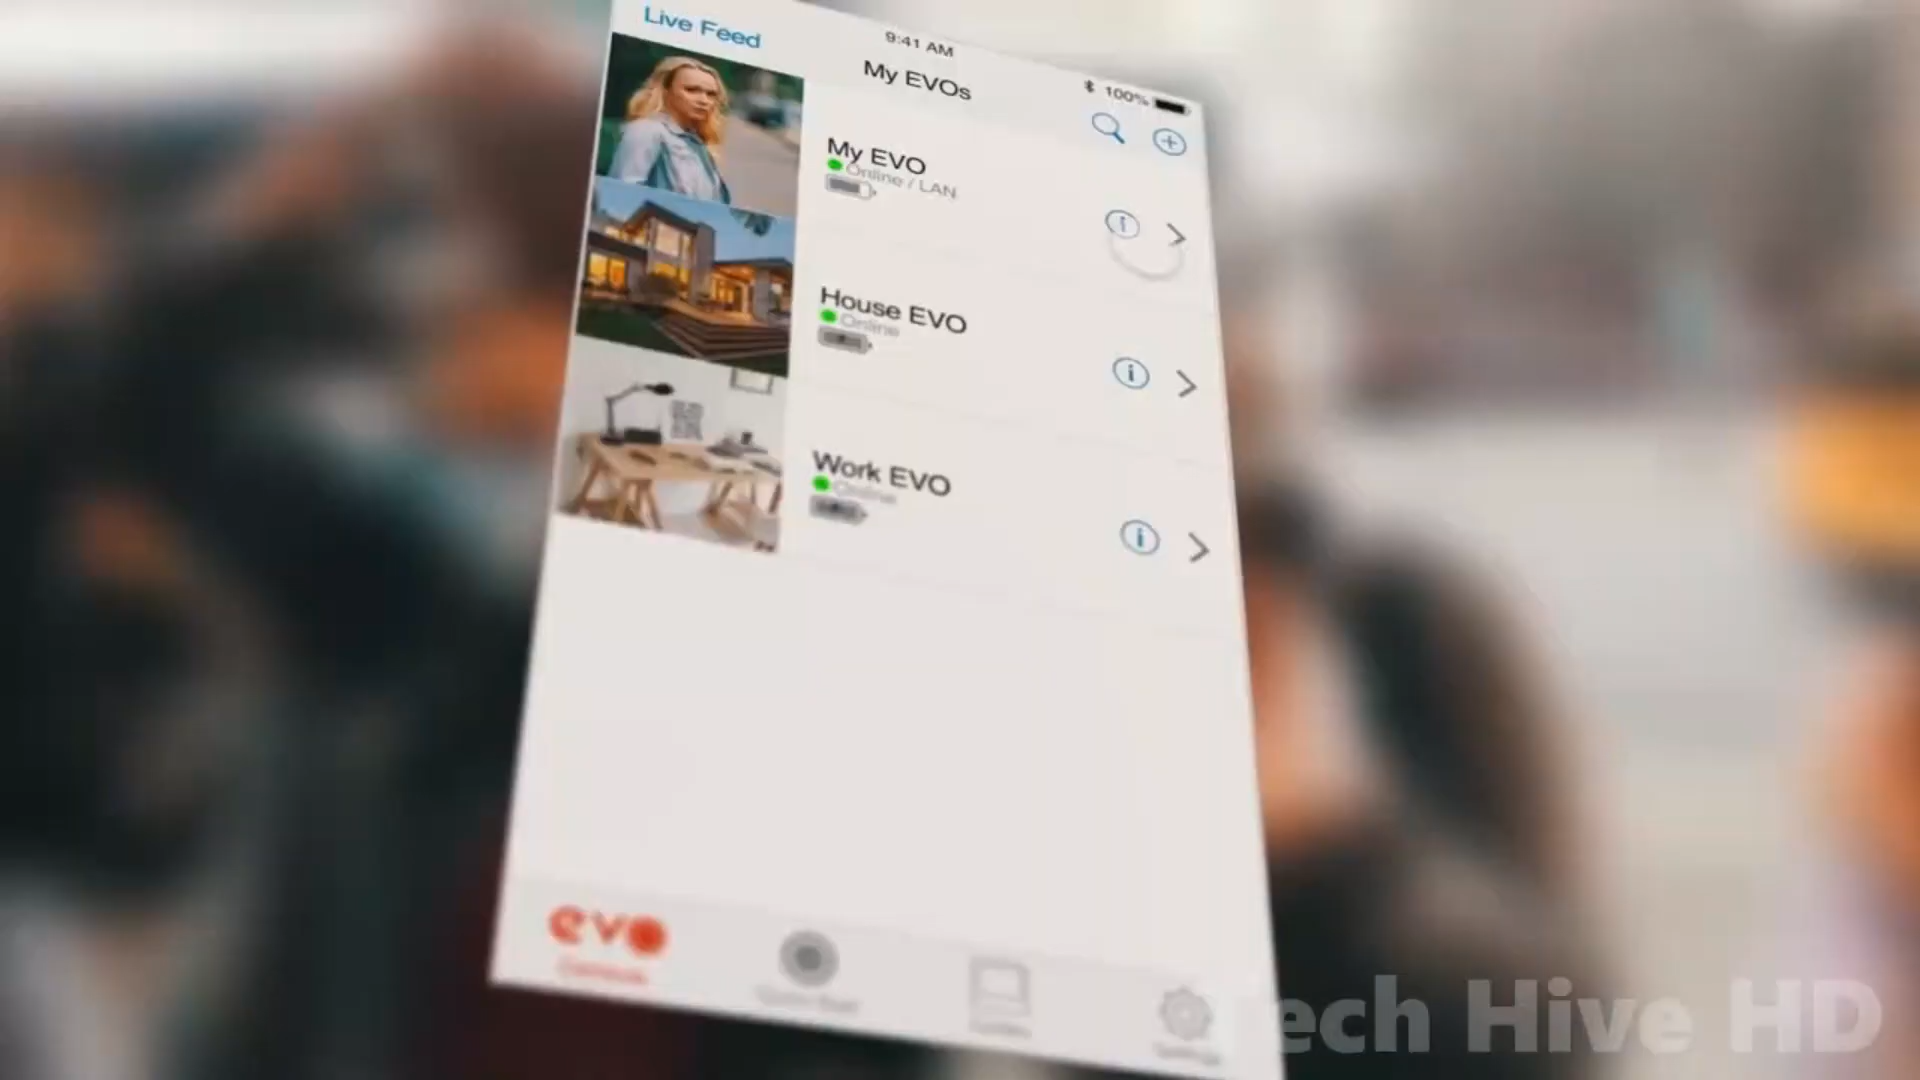 Live Feed
9:41 AM
100%
My EVOs
My EVO
Online / LAN
House EVO
Online
Work EVO
Online
evo
ech Hive HD